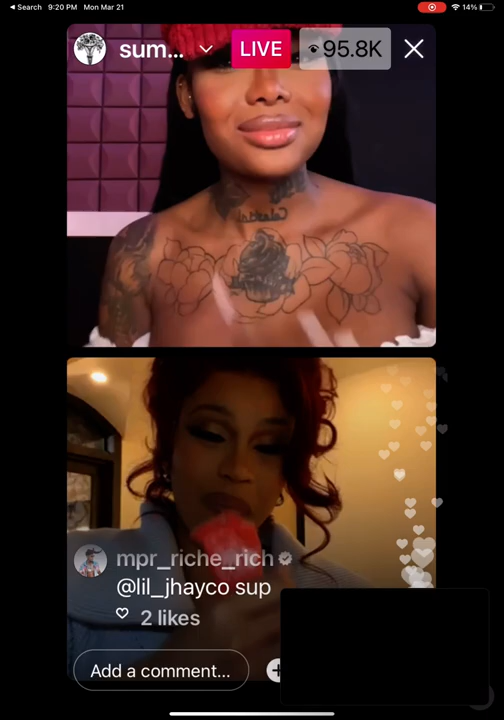 Search 9:20 PM Mon Mar 21 14%
sum... LIVE 95.8K
mpr_riche_rich
@lil_jhayco sup
2 likes
Add a comment...